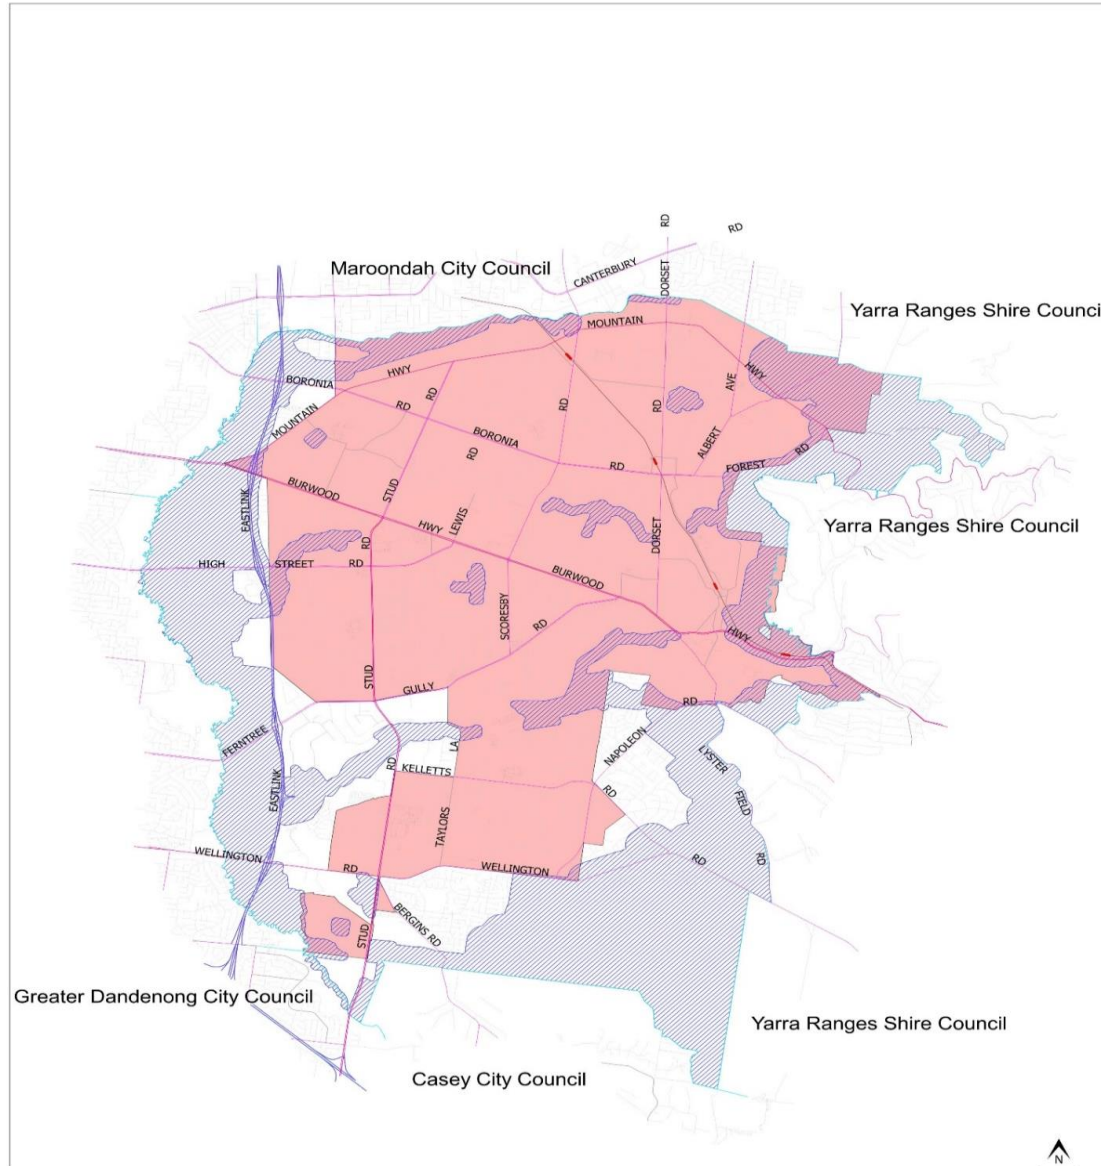 RD
RD
Maroondah City Council
CANTERBURY
DORSET
Yarra Ranges Shire Counci
MOUNTAIN
HWY
HWY
BORONIA
RD
AVE
MOUNTAIN
RD
RD
RD
BORONIA
ALBERT
RD
RD
RD
FOREST
BURWOOD
STUD
EASTLINK
LEWIS
HWY
Yarra Ranges Shire Council
DORSET
RD
HIGH
STREET
RD
BURWOOD
SCORESBY
RD
HWY
STUD
GULLY
RD
FERNTREE
LA
NAPOLEON
LYSTER
FIELD
RD
RD
KELLETTS
RD
EASTLINK
TAYLORS
WELLINGTON
RD
WELLINGTON
RD
BERGINS RD
STUD
Greater Dandenong City Council
Yarra Ranges Shire Council
Casey City Council
N